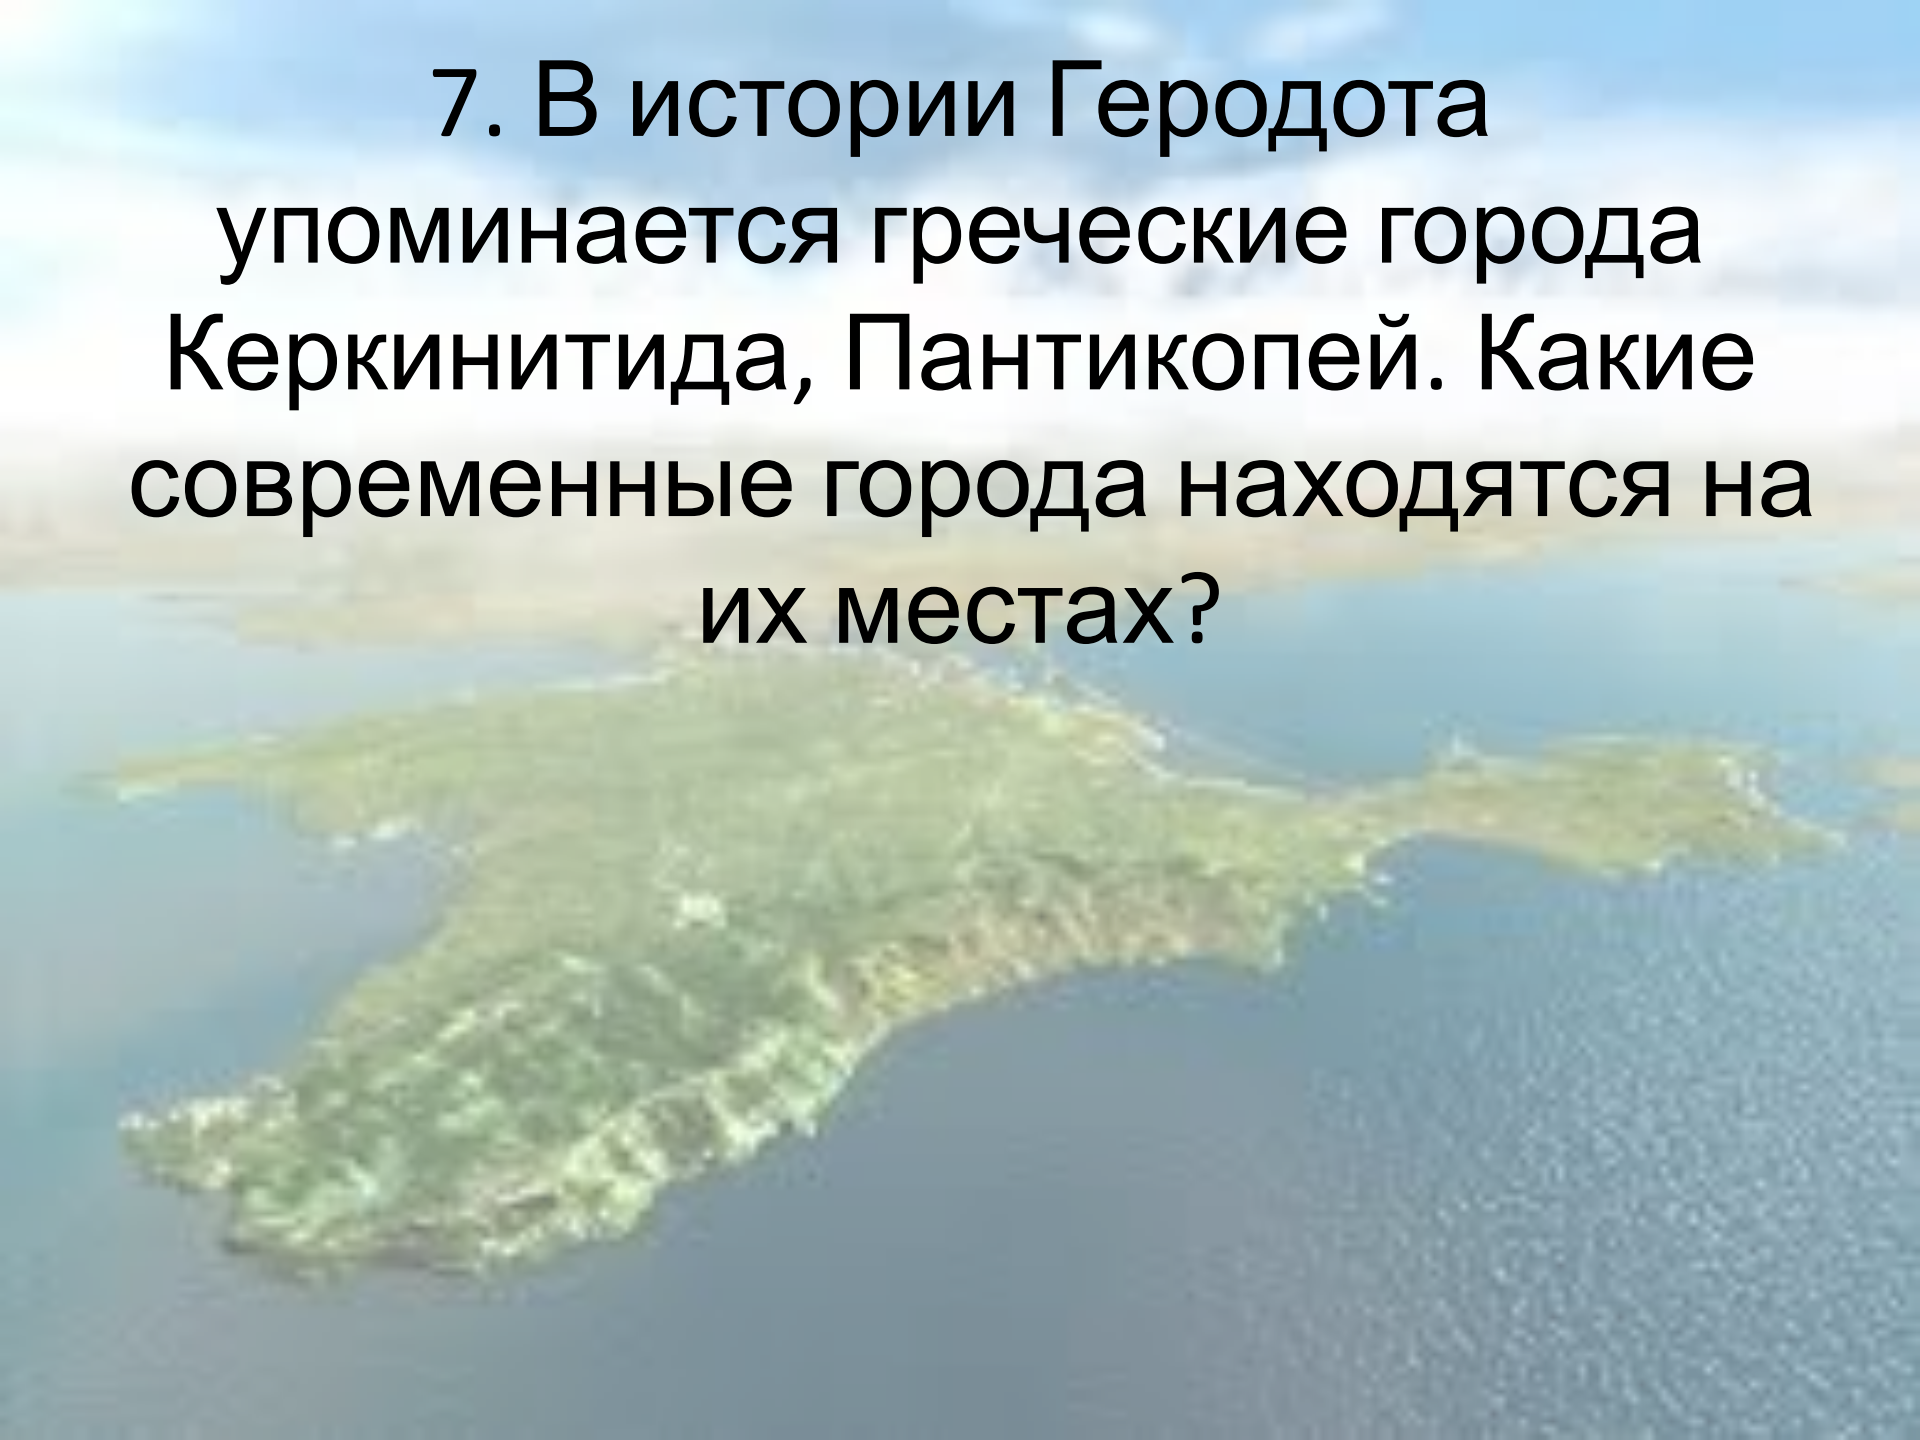 7. В истории Геродота
упоминается греческие города
Керкинитида, Пантикопей. Какие
современные города находятся на
их местах?